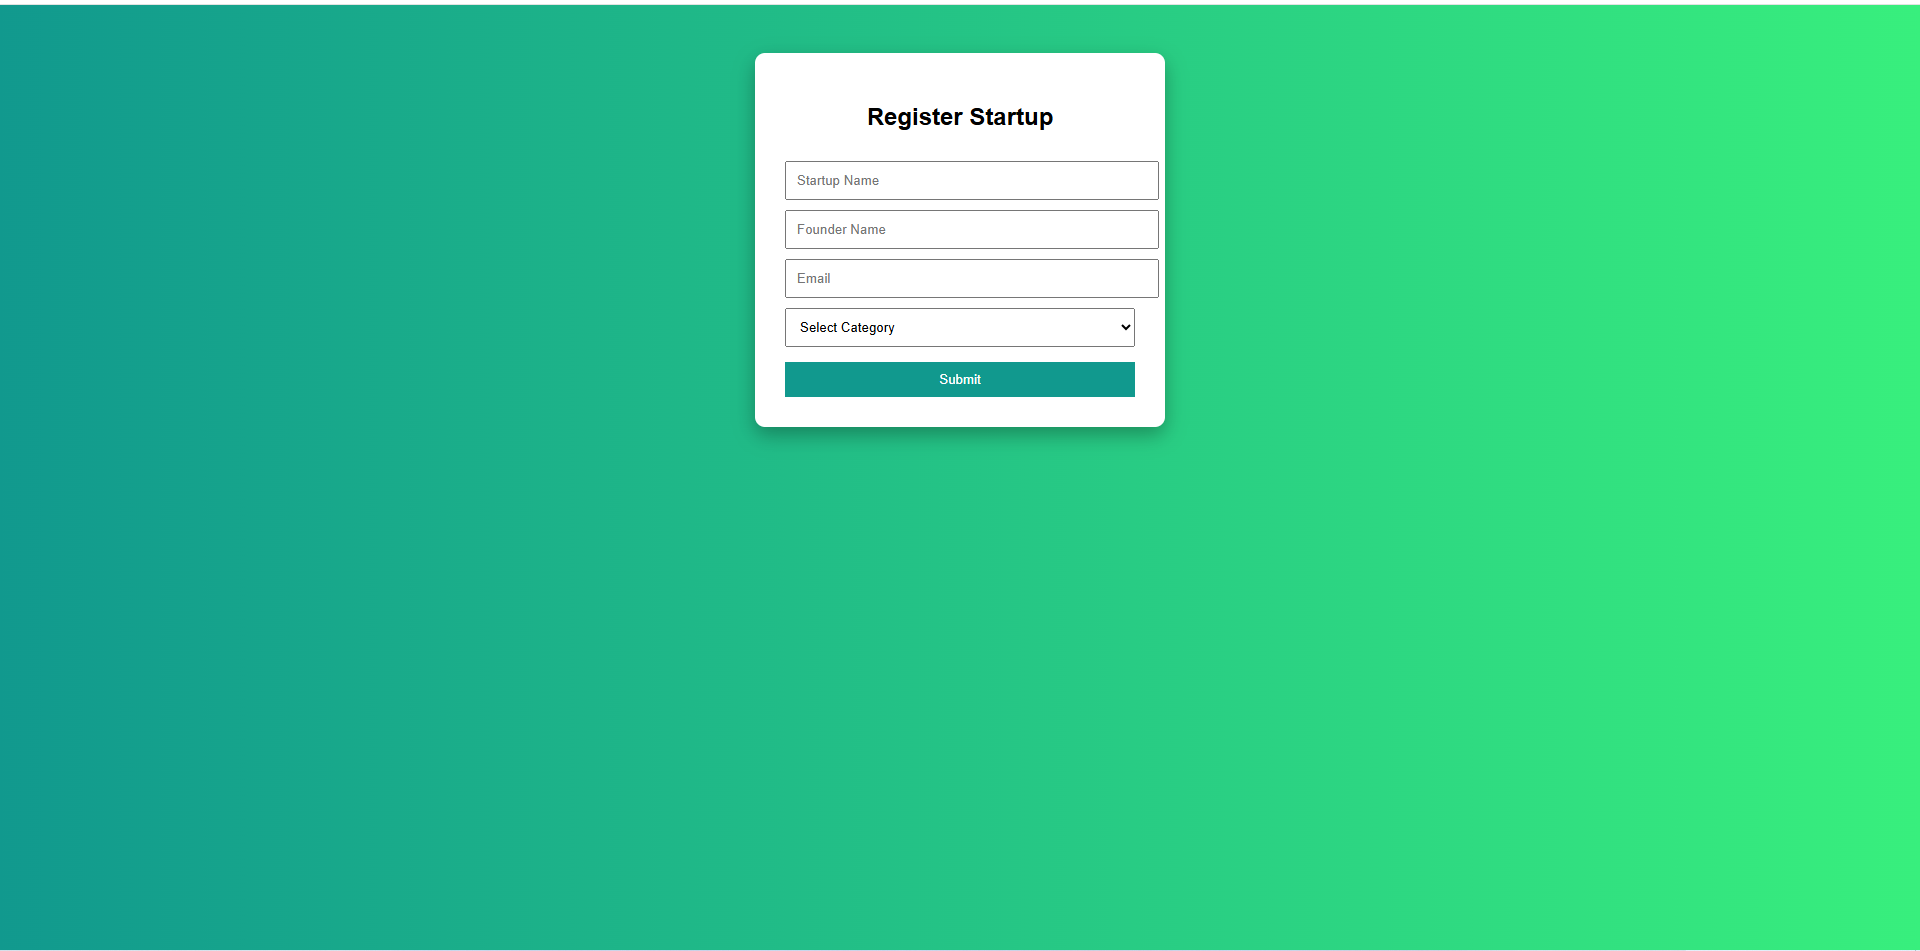 Register Startup
Startup Name
Founder Name
Email
Select Category
Submit